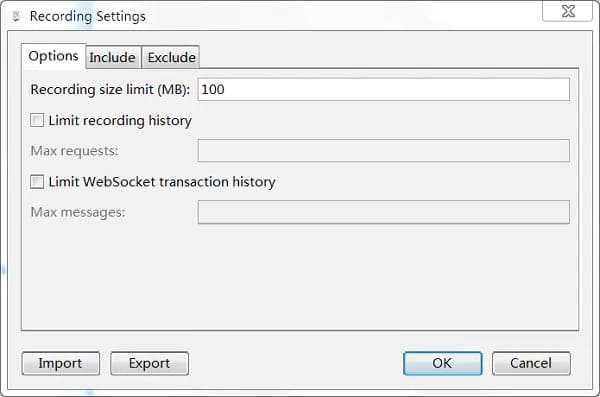 Recording Settings
Options Include Exclude
Recording size limit (MB): 100
Limit recording history
Max requests:
Limit WebSocket transaction history
Max messages:
Import Export OK Cancel